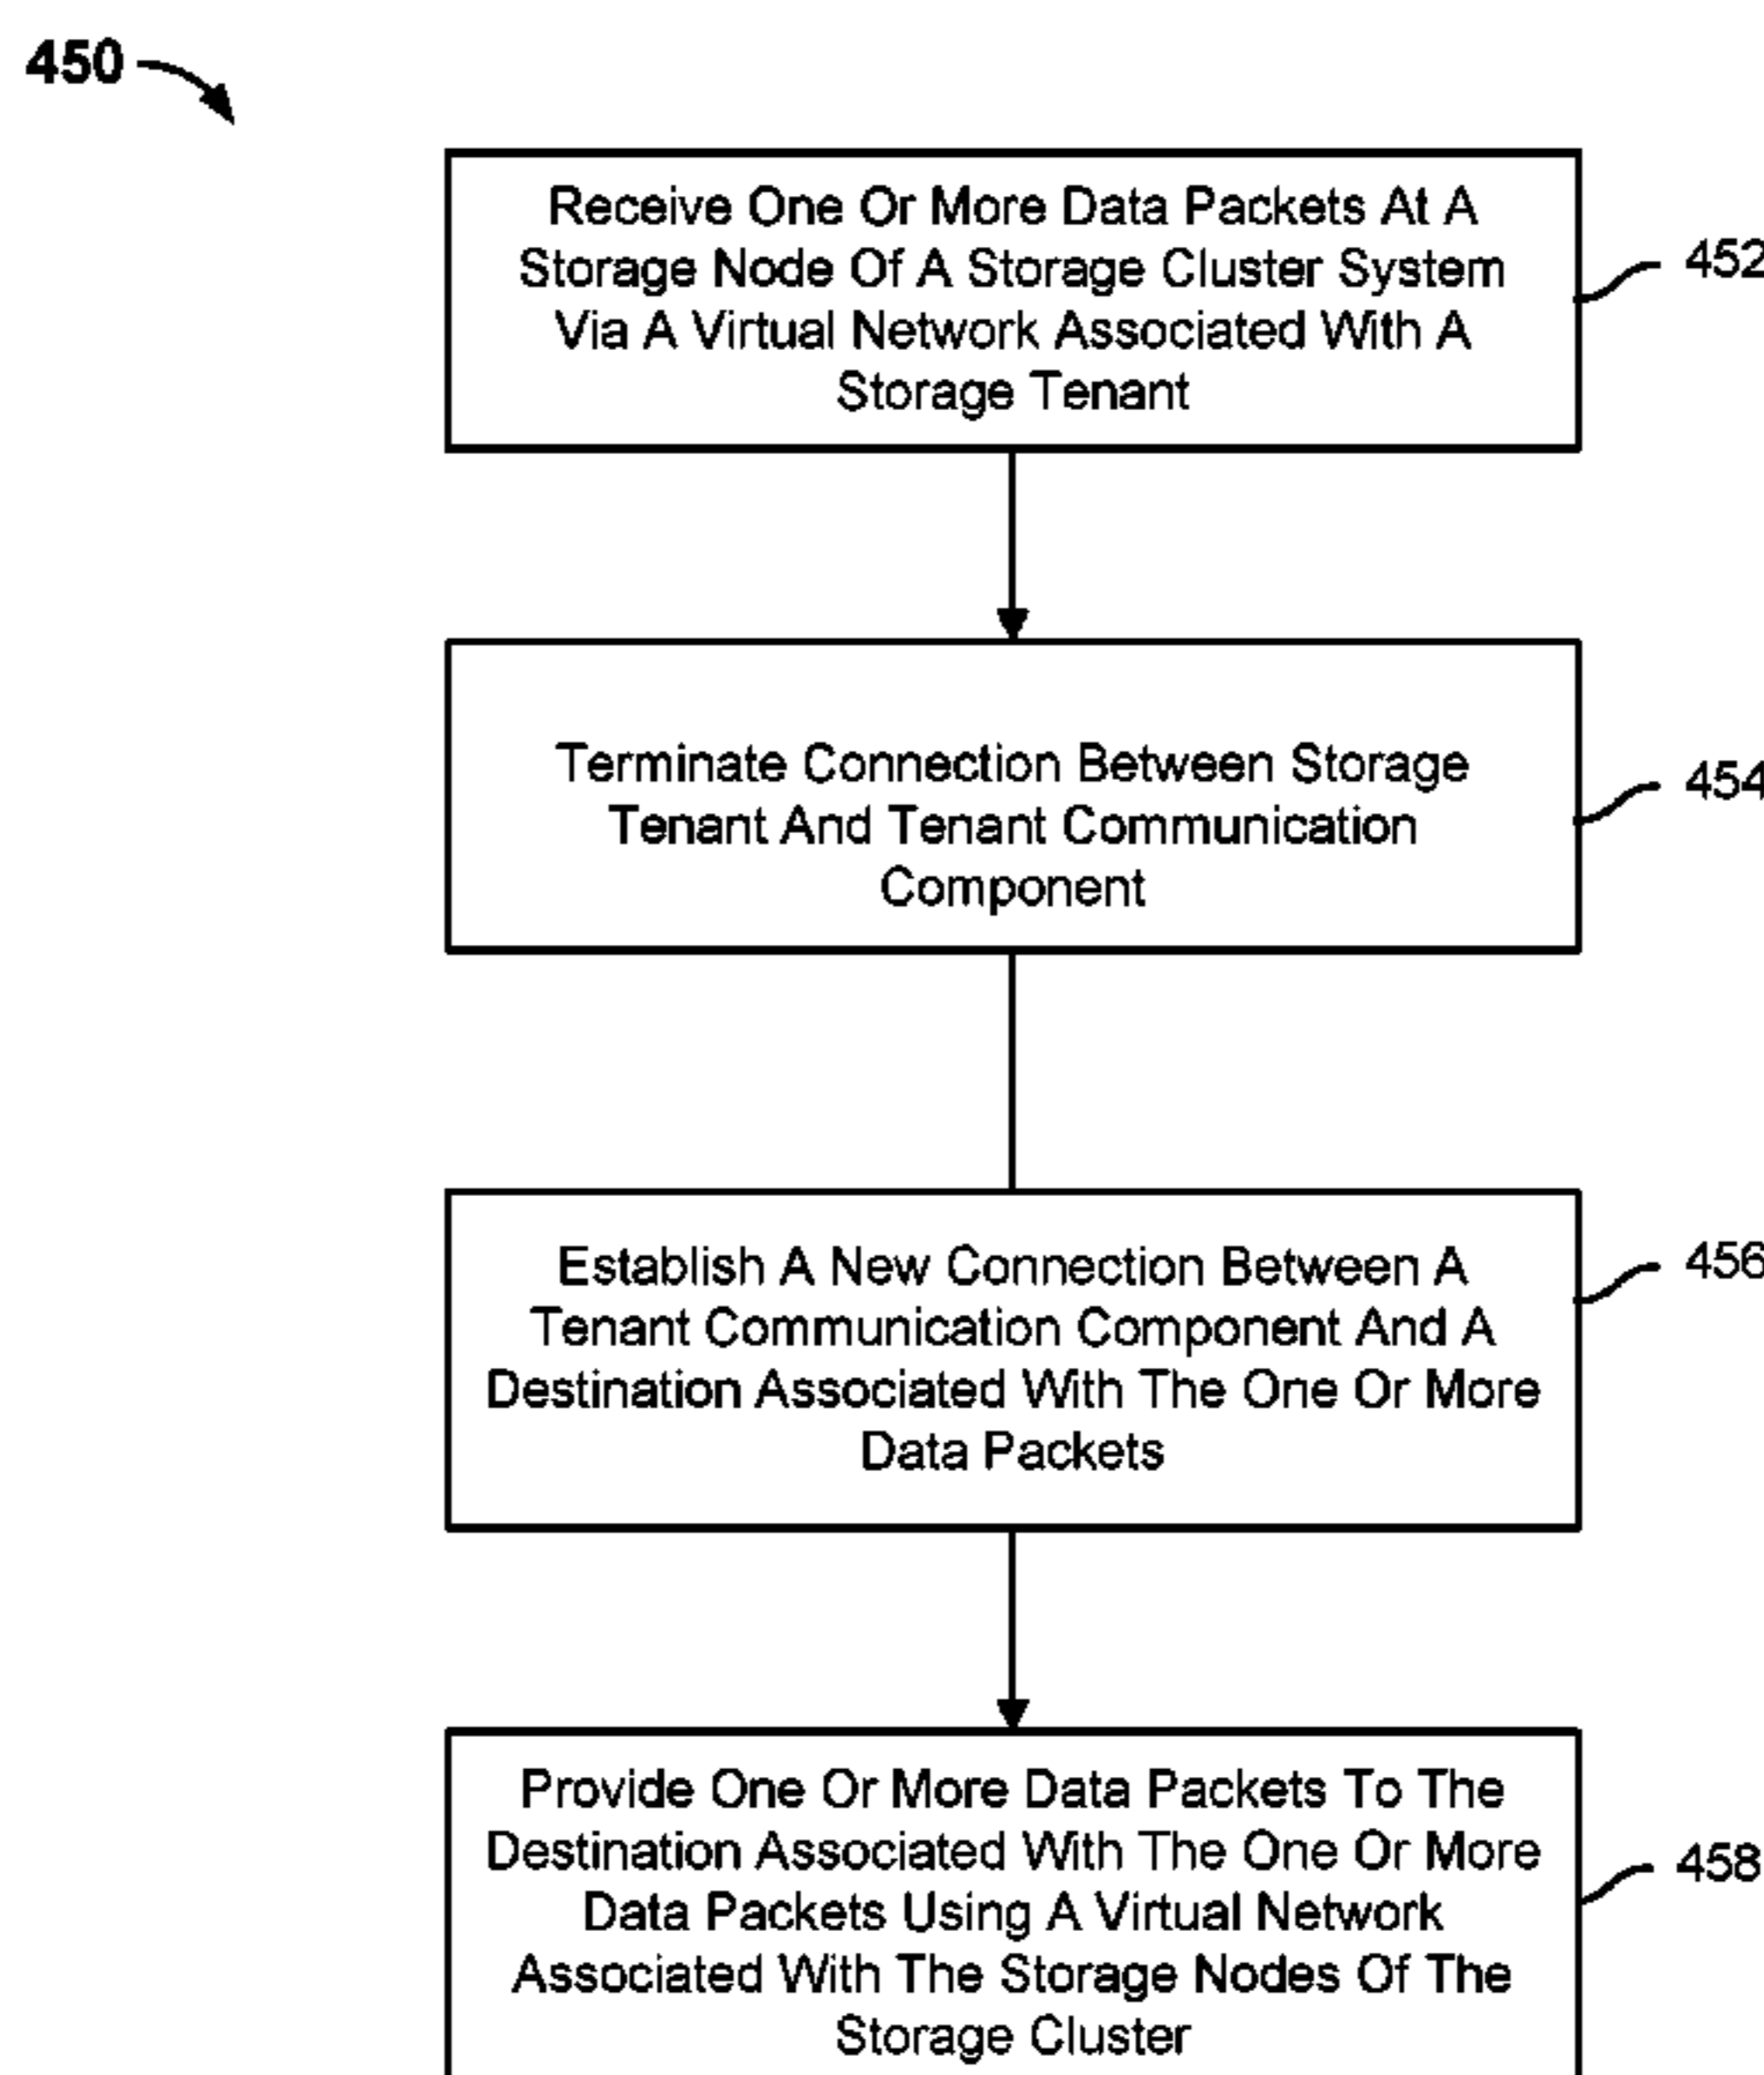 450
Receive One Or More Data Packets At A
Storage Node Of A Storage Cluster System
Via A Virtual Network Associated With A
Storage Tenant
452
Terminate Connection Between Storage
Tenant And Tenant Communication
Component
454
Establish A New Connection Between A
Tenant Communication Component And A
Destination Associated With The One Or More
Data Packets
456
Provide One Or More Data Packets To The
Destination Associated With The One Or More
Data Packets Using A Virtual Network
Associated With The Storage Nodes Of The
Storage Cluster
458